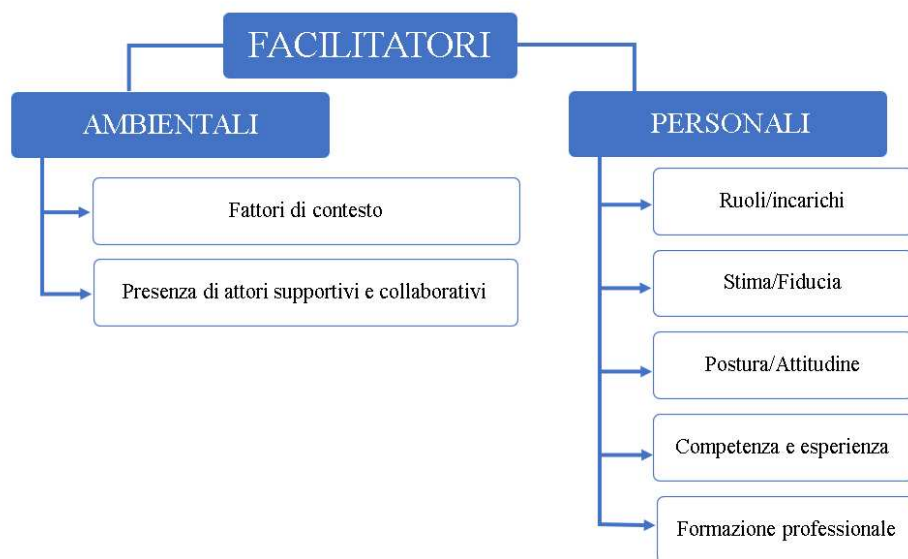 FACILITATORI
AMBIENTALI
Fattori di contesto
Presenza di attori supportivi e collaborativi
PERSONALI
Ruoli/incarichi
Stima/Fiducia
Postura/Attitudine
Competenza e esperienza
Formazione professionale